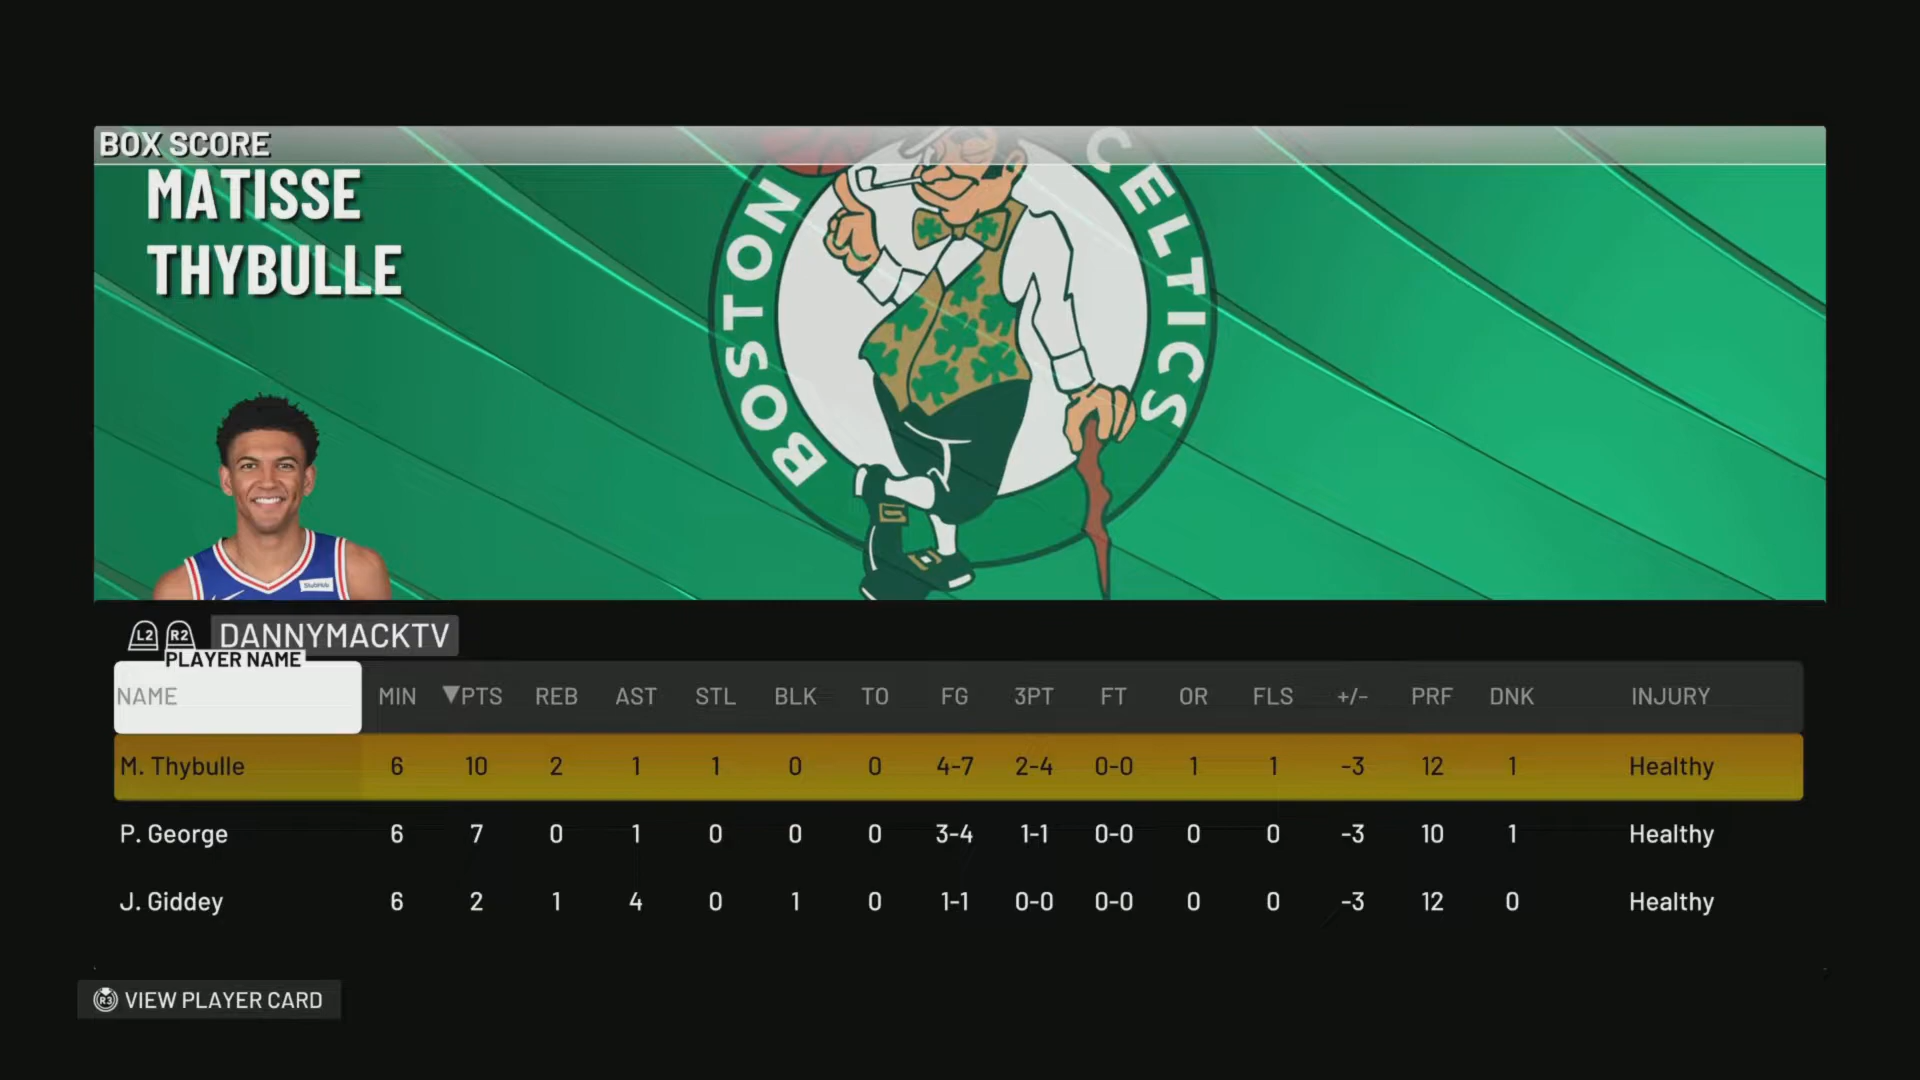 BOX SCORE
MATISSE
THYBULLE
BOSTON CELTICS
StubHub
L2 R2 DANNYMACKTV
PLAYER NAME
NAME MIN ▼PTS REB AST STL BLK TO FG 3PT FT OR FLS +/- PRF DNK INJURY
M. Thybulle 6 10 2 1 1 0 0 4-7 2-4 0-0 1 1 -3 12 1 Healthy
P. George 6 7 0 1 0 0 0 3-4 1-1 0-0 0 0 -3 10 1 Healthy
J. Giddey 6 2 1 4 0 1 0 1-1 0-0 0-0 0 0 -3 12 0 Healthy
R3 VIEW PLAYER CARD